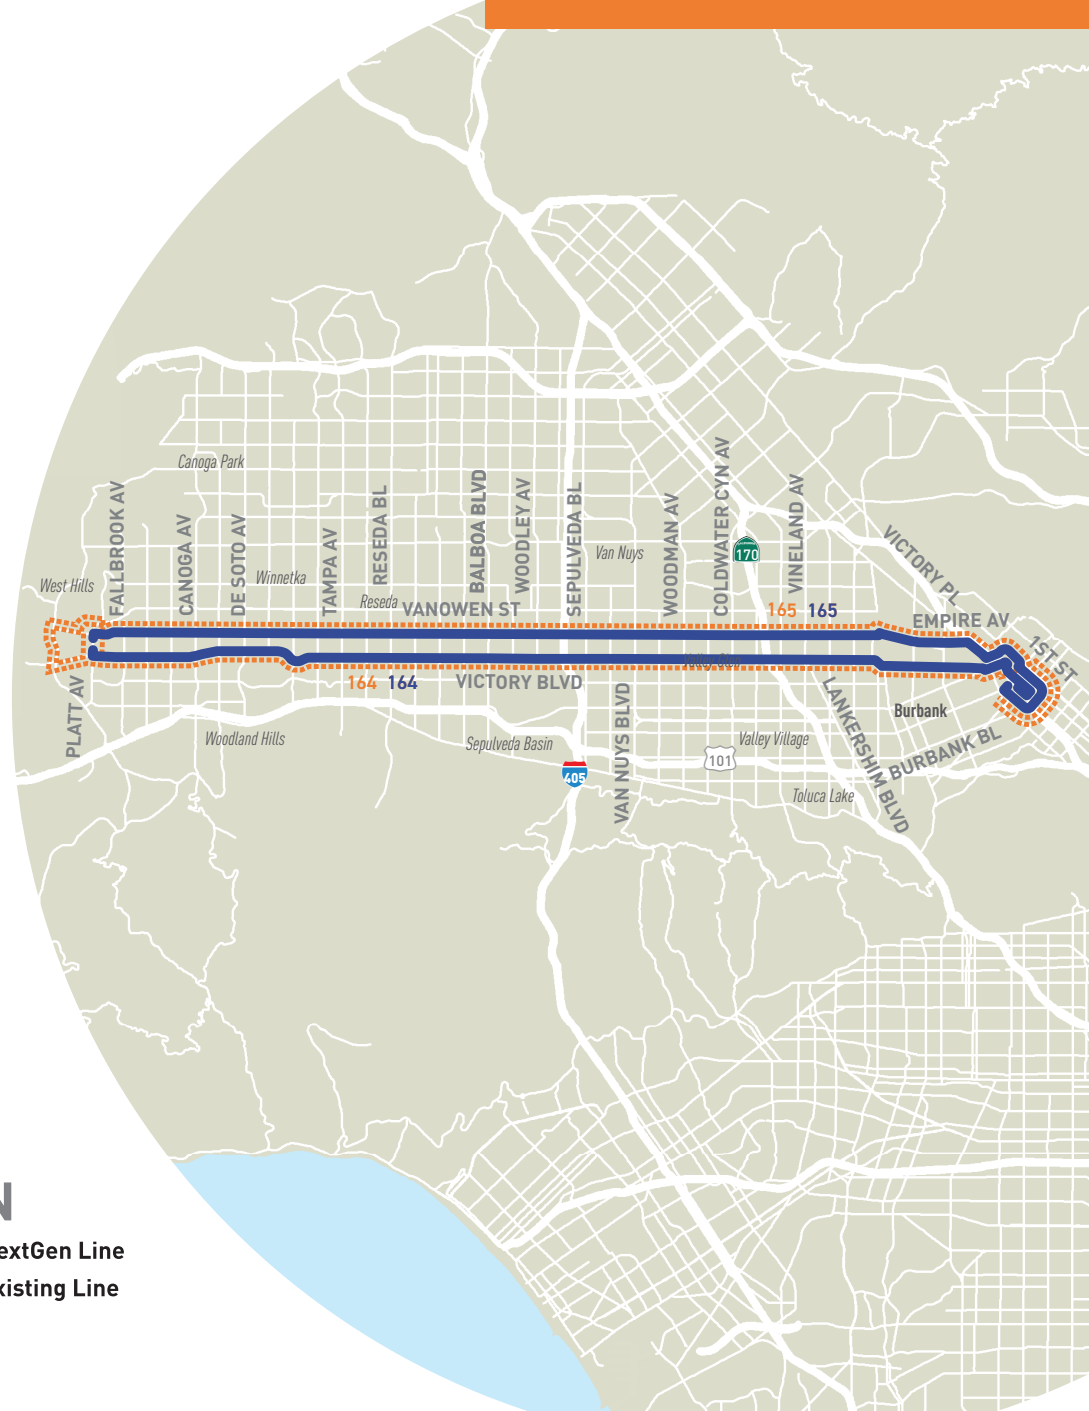 Canoga Park
FALLBROOK AV
CANOGA AV
DE SOTO AV
TAMPA AV
RESEDA BL
BALBOA BLVD
WOODLEY AV
SEPULVEDA BL
WOODMAN AV
COLDWATER CYN AV
VINELAND AV
VICTORY PL
CALIFORNIA
170
Van Nuys
West Hills
Winnetka
Reseda
VANOWEN ST
165 165
EMPIRE AV
1ST ST
Valley Glen
164 164
VICTORY BLVD
PLATT AV
Woodland Hills
Sepulveda Basin
VAN NUYS BLVD
Valley Village
LANKERSHIM BLVD
Burbank
BURBANK BL
101
405
Toluca Lake
N
extGen Line
xisting Line